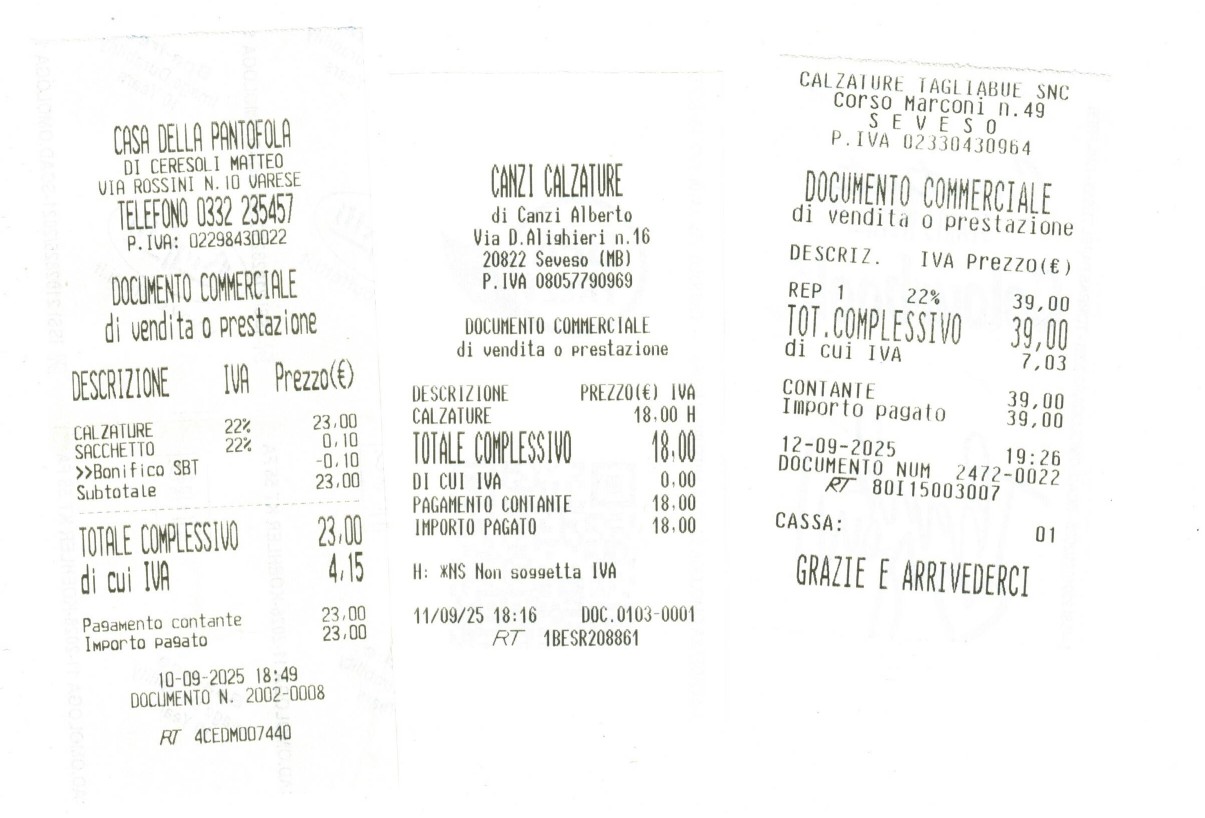 CASA DELLA PANTOFOLA
DI CERESOLI MATTEO
VIA ROSSINI N.10 VARESE
TELEFONO 0332 235457
P.IVA: 02298430022
DOCUMENTO COMMERCIALE
di vendita o prestazione
DESCRIZIONE IVA Prezzo(€)
CALZATURE 22% 23,00
SACCHETTO 22% 0,10
>>Bonifico SBT -0,10
Subtotale 23,00
TOTALE COMPLESSIVO 23,00
di cui IVA 4,15
Pagamento contante 23,00
Importo pagato 23,00
10-09-2025 18:49
DOCUMENTO N. 2002-0008
RT 4CEDM007440
CANZI CALZATURE
di Canzi Alberto
Via D.Alighieri n.16
20822 Seveso (MB)
P.IVA 08057790969
DOCUMENTO COMMERCIALE
di vendita o prestazione
DESCRIZIONE PREZZO(€) IVA
CALZATURE 18,00 H
TOTALE COMPLESSIVO 18,00
DI CUI IVA 0,00
PAGAMENTO CONTANTE 18,00
IMPORTO PAGATO 18,00
H: *NS Non soggetta IVA
11/09/25 18:16 DOC.0103-0001
RT 1BESR208861
CALZATURE TAGLIABUE SNC
Corso Marconi n.49
S E V E S O
P.IVA 02330430964
DOCUMENTO COMMERCIALE
di vendita o prestazione
DESCRIZ. IVA Prezzo(€)
REP 1 22% 39,00
TOT.COMPLESSIVO 39,00
di cui IVA 7,03
CONTANTE 39,00
Importo pagato 39,00
12-09-2025 19:26
DOCUMENTO NUM 2472-0022
RT 80I15003007
CASSA: 01
GRAZIE E ARRIVEDERCI